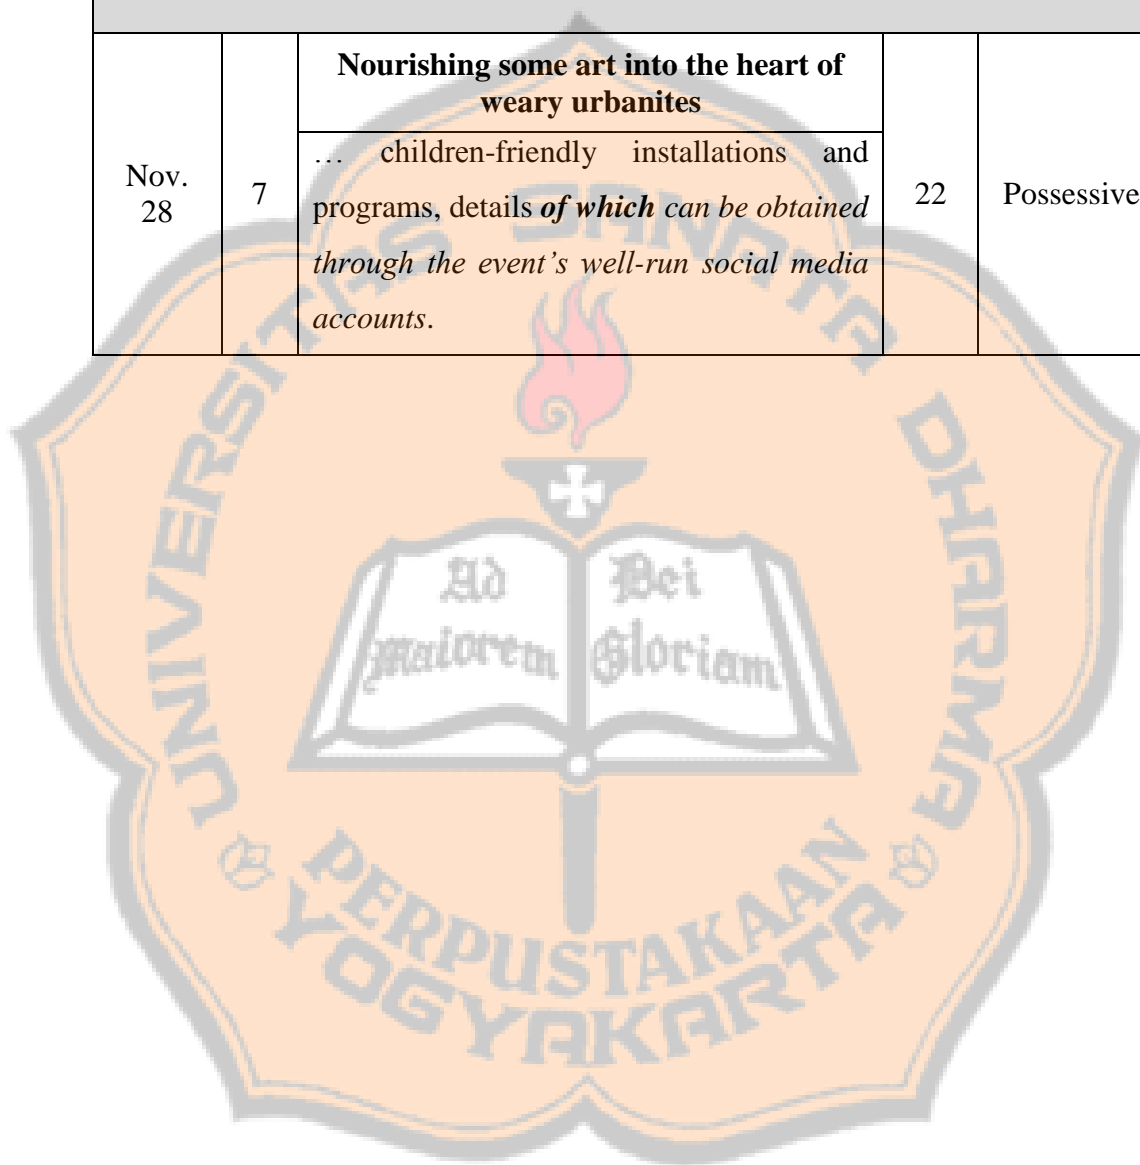 Nourishing some art into the heart of
weary urbanites
Nov.
28
7
… children-friendly installations and
programs, details of which can be obtained
through the event’s well-run social media
accounts.
22
Possessive
UNIVERSITAS SANATA DHARMA
Ad Dei
Maiorem Gloriam
PERPUSTAKAAN
YOGYAKARTA